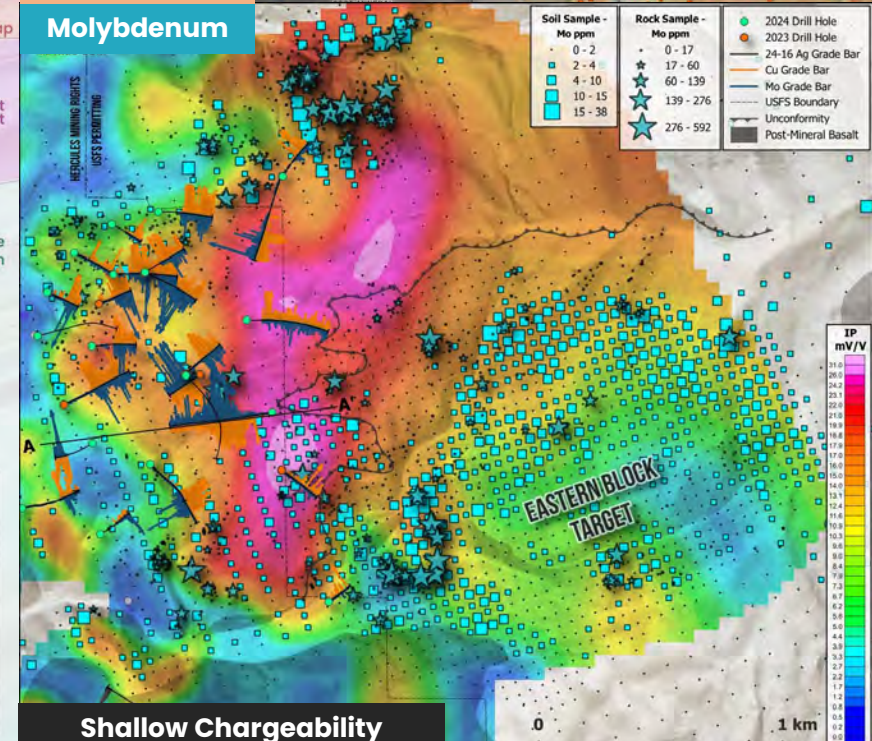 Molybdenum
Soil Sample -
Mo ppm
0 - 2
2 - 4
4 - 10
10 - 15
15 - 38
Rock Sample -
Mo ppm
0 - 17
17 - 60
60 - 139
139 - 276
276 - 592
2024 Drill Hole
2023 Drill Hole
24-16 Ag Grade Bar
Cu Grade Bar
Mo Grade Bar
USFS Boundary
Unconformity
Post-Mineral Basalt
HERCULES MINING RIGHTS
USFS PERMITTING
A
A'
EASTERN BLOCK
TARGET
IP
mV/V
31.0
26.0
24.2
23.1
22.1
21.0
19.9
18.8
17.6
17.0
16.0
15.0
14.1
13.1
12.4
11.6
10.9
10.3
9.6
9.0
8.5
7.9
7.3
6.7
6.2
5.7
5.0
4.4
3.9
3.3
2.7
2.2
1.7
1.2
0.8
0.5
0.2
0.0
0
1 km
Shallow Chargeability